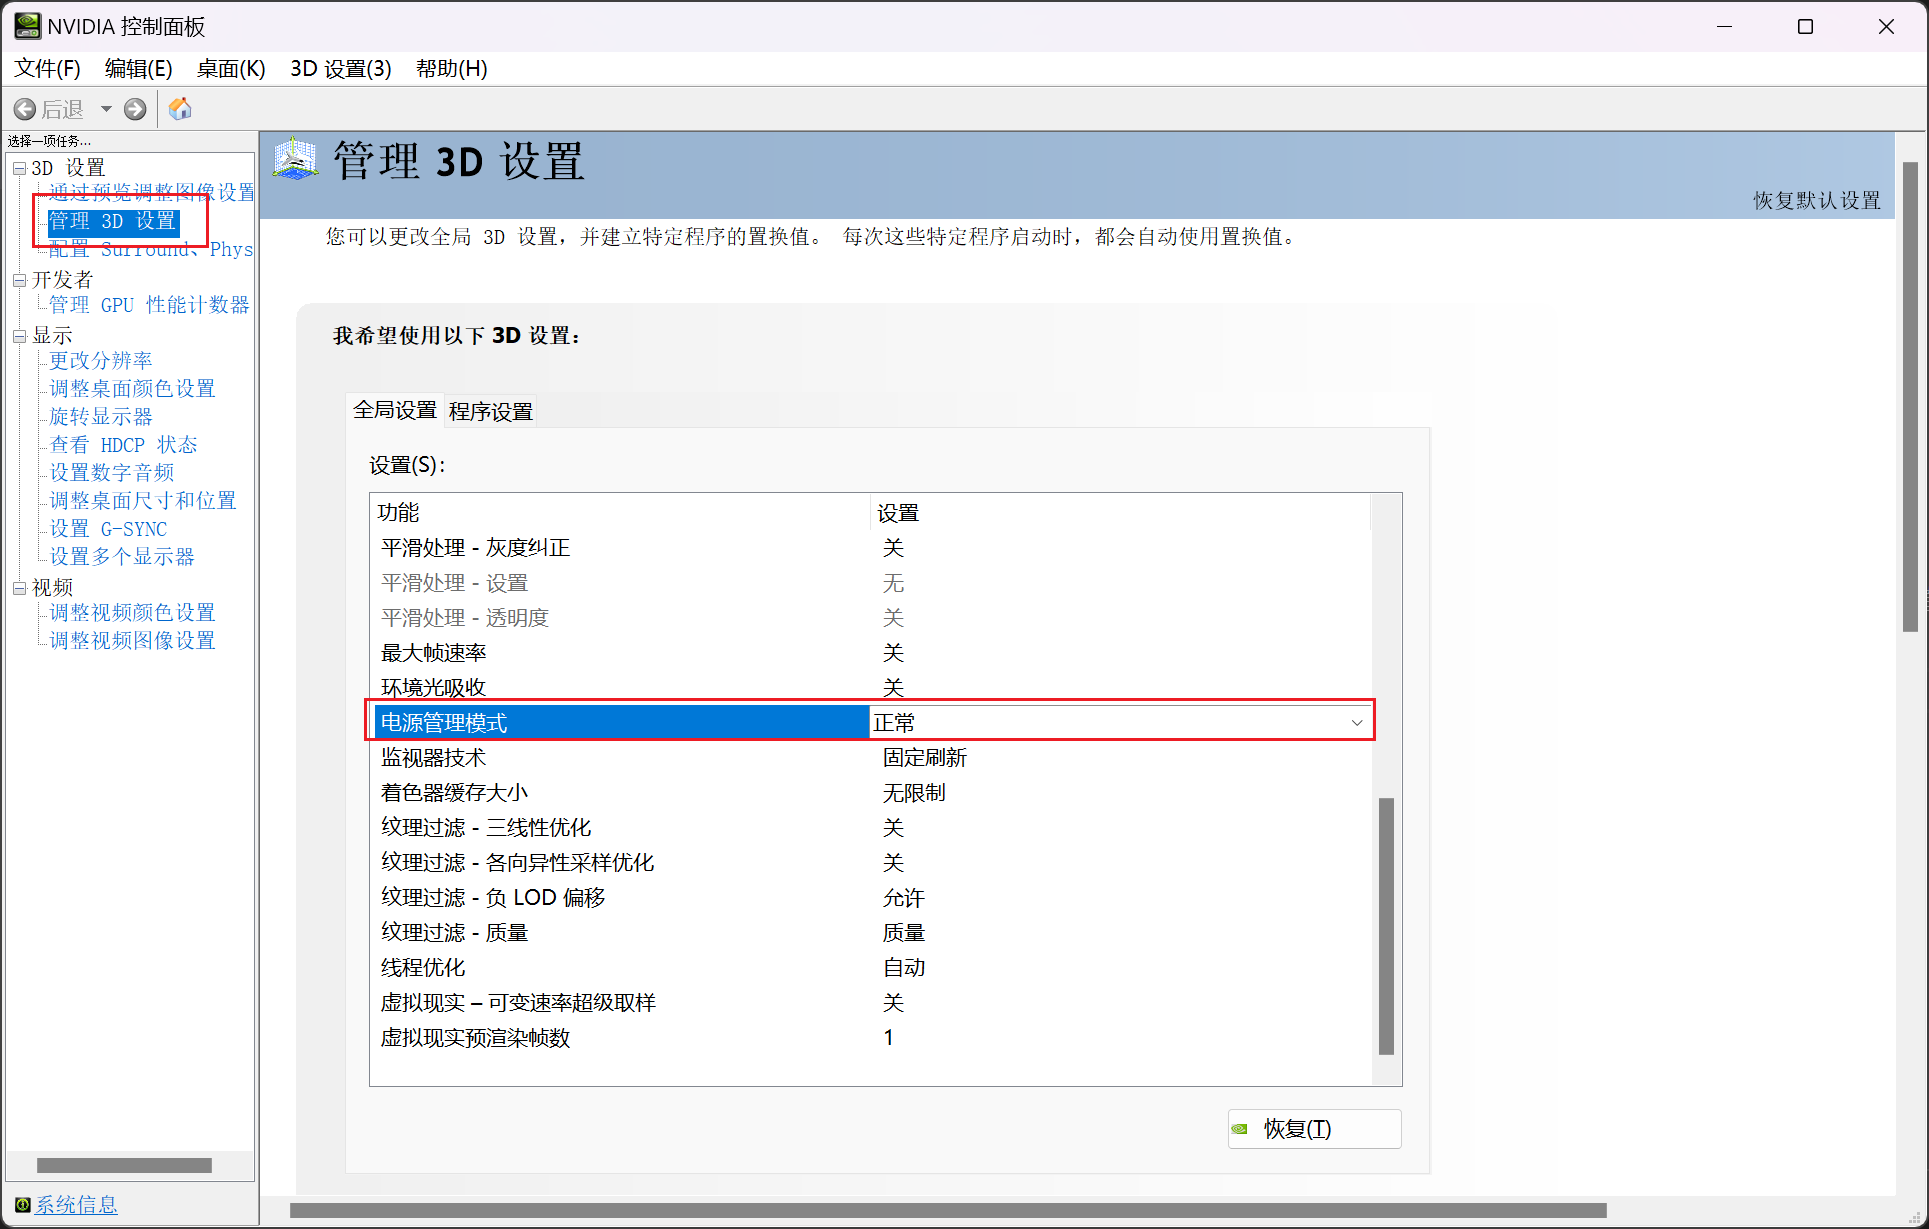 NVIDIA 控制面板
文件(F) 编辑(E) 桌面(K) 3D 设置(3) 帮助(H)
后退
选择一项任务...
3D 设置
通过预览调整图像设置
管理 3D 设置
配置 Surround、Phys
开发者
管理 GPU 性能计数器
显示
更改分辨率
调整桌面颜色设置
旋转显示器
查看 HDCP 状态
设置数字音频
调整桌面尺寸和位置
设置 G-SYNC
设置多个显示器
视频
调整视频颜色设置
调整视频图像设置
系统信息
管理 3D 设置
恢复默认设置
您可以更改全局 3D 设置，并建立特定程序的置换值。 每次这些特定程序启动时，都会自动使用置换值。
我希望使用以下 3D 设置：
全局设置 程序设置
设置(S)：
功能 设置
平滑处理 - 灰度纠正 关
平滑处理 - 设置 无
平滑处理 - 透明度 关
最大帧速率 关
环境光吸收 关
电源管理模式 正常
监视器技术 固定刷新
着色器缓存大小 无限制
纹理过滤 - 三线性优化 关
纹理过滤 - 各向异性采样优化 关
纹理过滤 - 负 LOD 偏移 允许
纹理过滤 - 质量 质量
线程优化 自动
虚拟现实 – 可变速率超级取样 关
虚拟现实预渲染帧数 1
恢复(T)